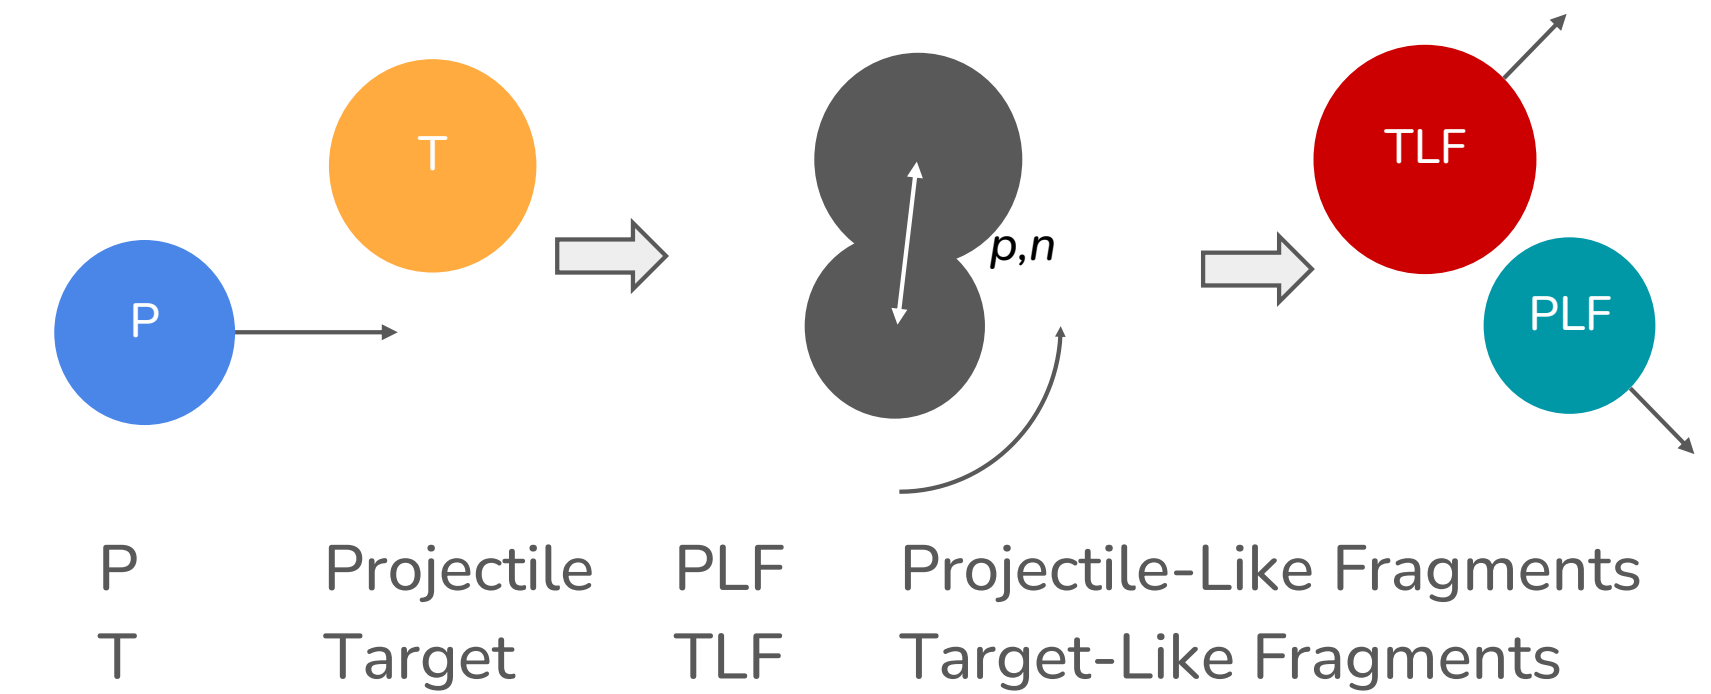 T
P
p,n
TLF
PLF
P Projectile PLF Projectile-Like Fragments
T Target TLF Target-Like Fragments